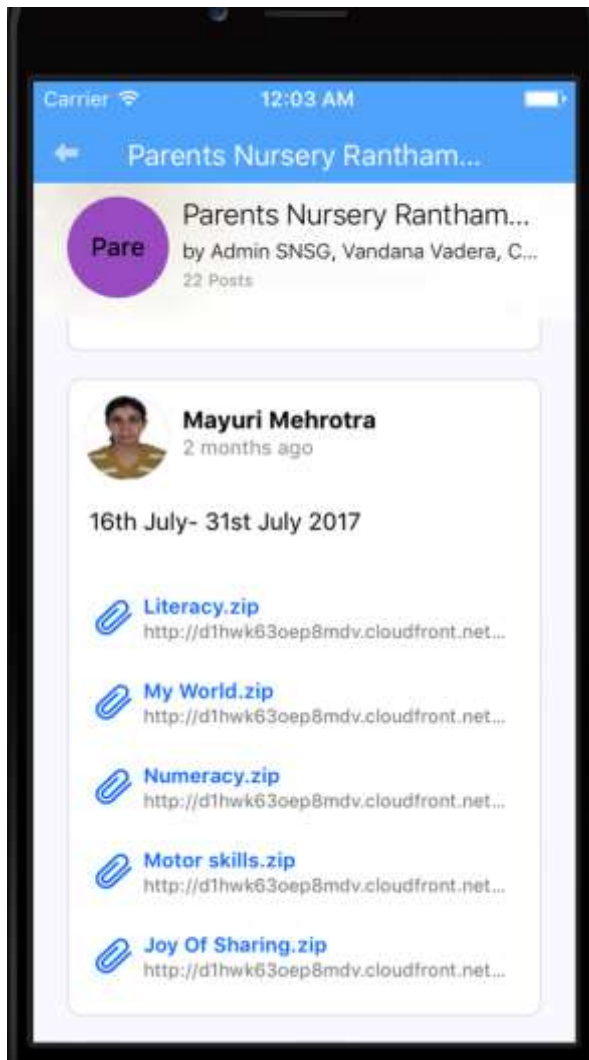 Carrier 12:03 AM
Parents Nursery Rantham...
Pare
Parents Nursery Rantham...
by Admin SNSG, Vandana Vadera, C...
22 Posts
Mayuri Mehrotra
2 months ago
16th July- 31st July 2017
Literacy.zip
http://d1hwk63oep8mdv.cloudfront.net...
My World.zip
http://d1hwk63oep8mdv.cloudfront.net...
Numeracy.zip
http://d1hwk63oep8mdv.cloudfront.net...
Motor skills.zip
http://d1hwk63oep8mdv.cloudfront.net...
Joy Of Sharing.zip
http://d1hwk63oep8mdv.cloudfront.net...